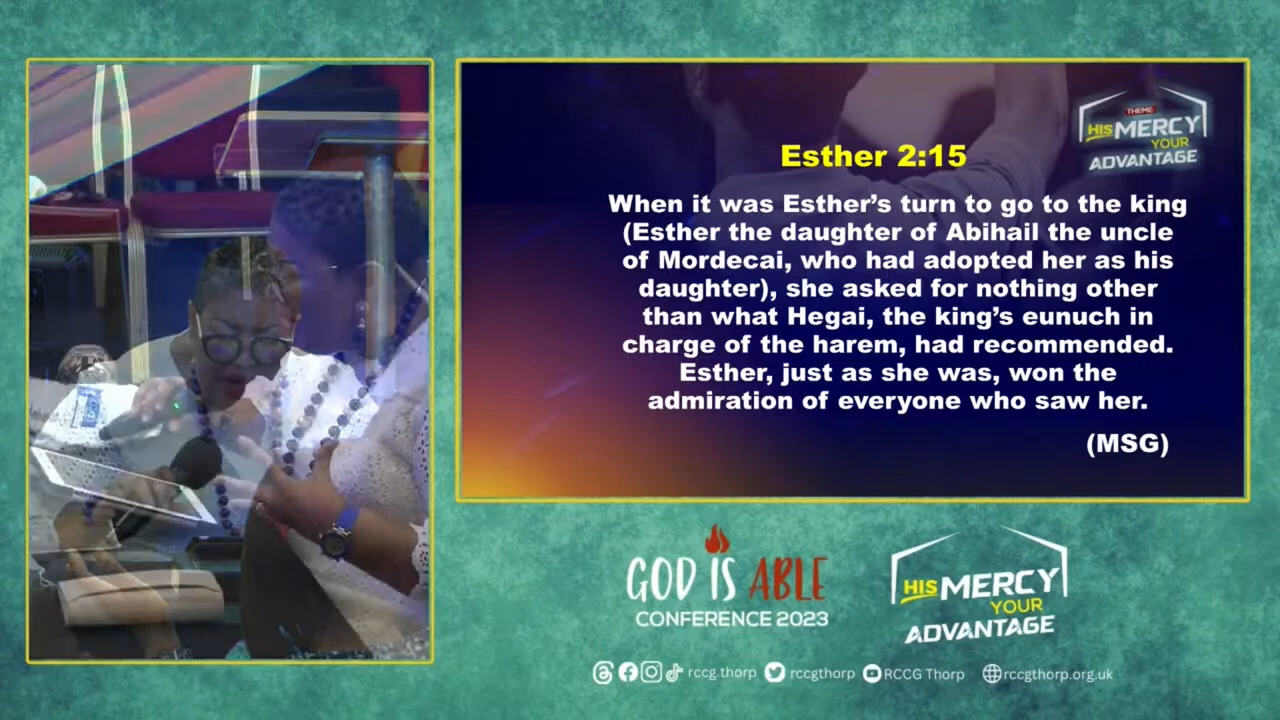 THEME:
HIS MERCY
YOUR
ADVANTAGE
Esther 2:15
When it was Esther’s turn to go to the king
(Esther the daughter of Abihail the uncle
of Mordecai, who had adopted her as his
daughter), she asked for nothing other
than what Hegai, the king’s eunuch in
charge of the harem, had recommended.
Esther, just as she was, won the
admiration of everyone who saw her.
(MSG)
GOD IS ABLE
CONFERENCE 2023
HIS MERCY
YOUR
ADVANTAGE
rccg.thorp rccgthorp RCCG Thorp rccgthorp.org.uk